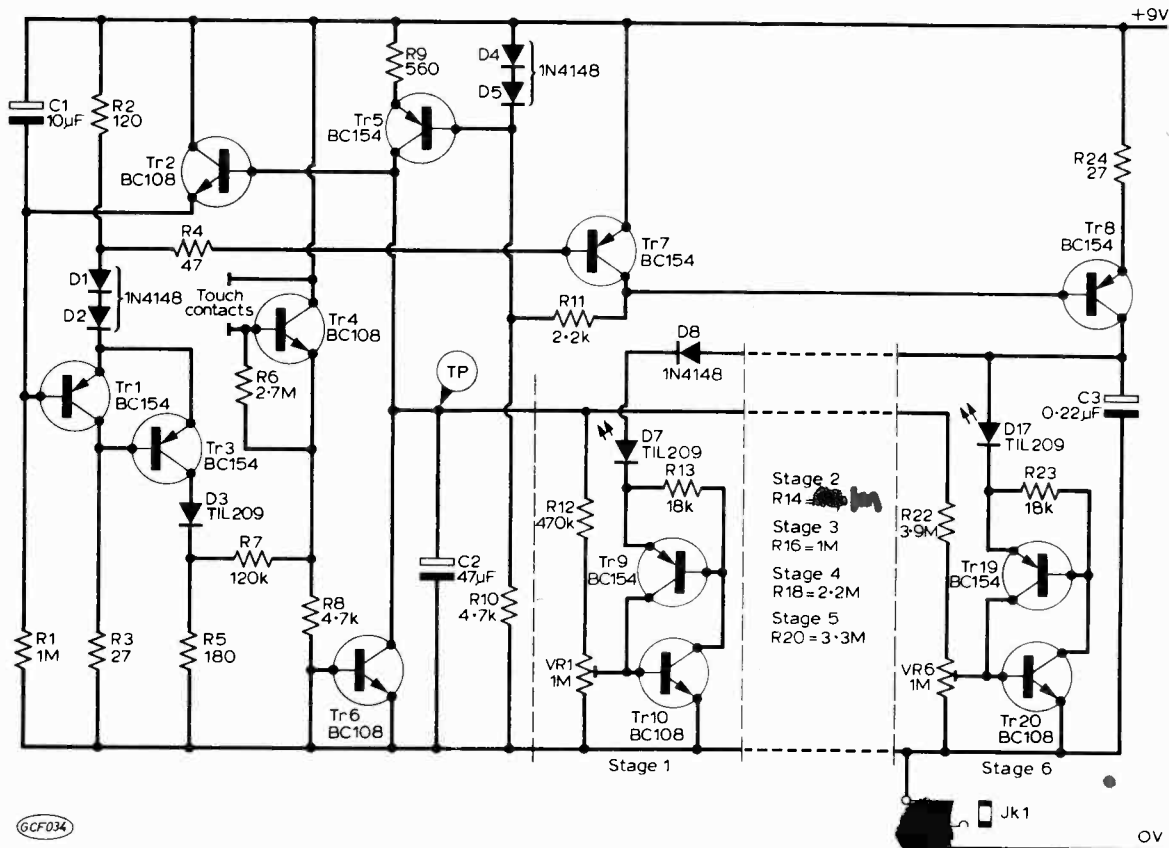 +9V
C1
10µF
R2
120
R9
560
D4
D5
1N4148
Tr5
BC154
Tr2
BC108
R24
27
R4
47
Tr7
BC154
Tr8
BC154
D1
D2
1N4148
Touch
contacts
Tr4
BC108
R11
2·2k
D8
1N4148
R6
2·7M
TP
Tr1
BC154
C3
0·22µF
Tr3
BC154
D7
TIL209
D17
TIL209
D3
TIL209
R13
18k
R23
18k
Stage 2
R14= 1m
Stage 3
R16=1M
Stage 4
R18=2·2M
Stage 5
R20=3·3M
R12
470k
R22
3·9M
R7
120k
C2
47µF
Tr9
BC154
Tr19
BC154
R10
4·7k
R8
4·7k
R1
1M
R3
27
R5
180
VR1
1M
VR6
1M
Tr6
BC108
Tr10
BC108
Tr20
BC108
Stage 1
Stage 6
Jk1
GCF034
0V